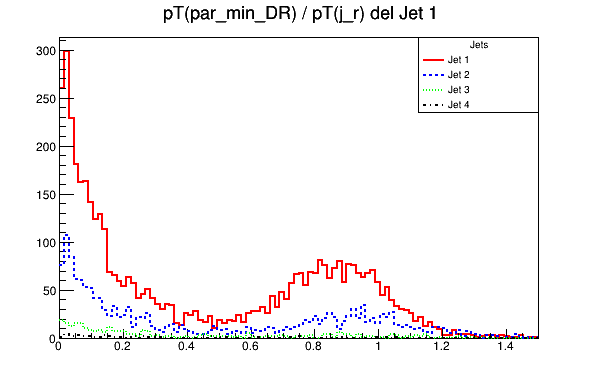 pT(par_min_DR) / pT(j_r) del Jet 1
Jets
Jet 1
Jet 2
Jet 3
Jet 4
300
250
200
150
100
50
0
0 0.2 0.4 0.6 0.8 1 1.2 1.4